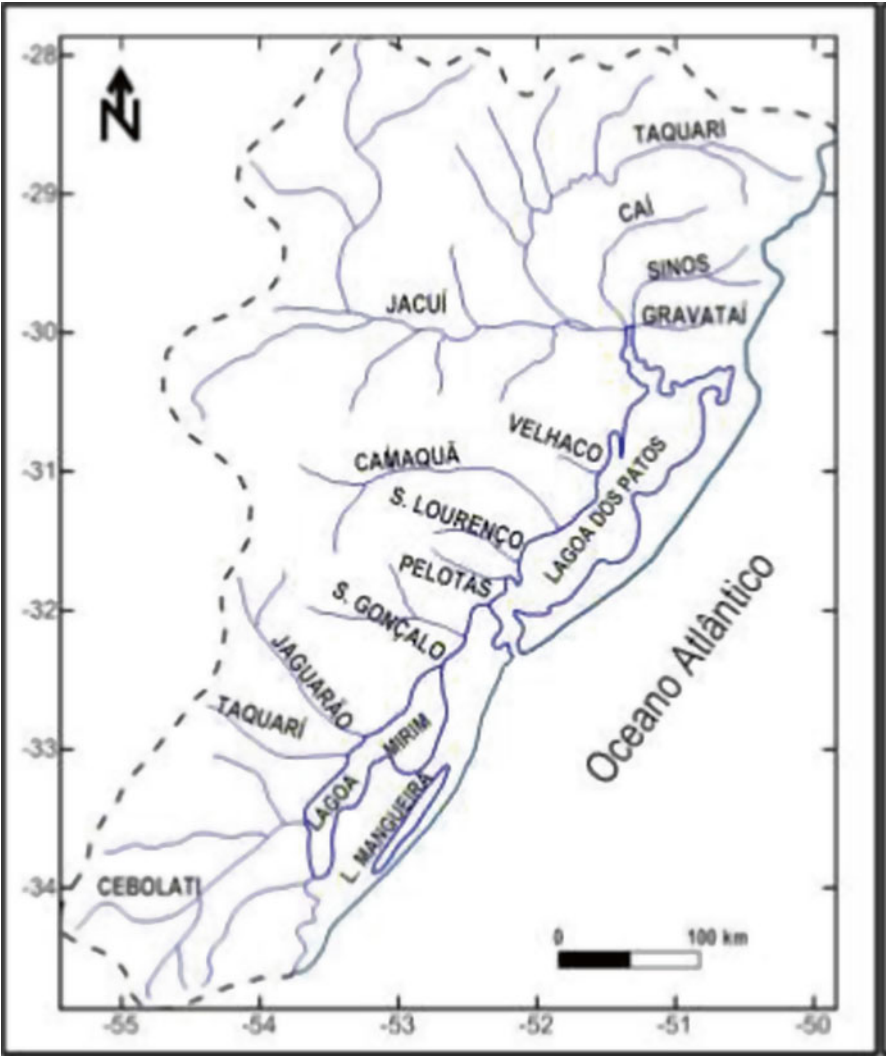 -28
N
TAQUARI
-29
CAÍ
SINOS
JACUÍ
GRAVATAÍ
-30
VELHACO
CAMAQUÃ
-31
S. LOURENÇO
LAGOA DOS PATOS
PELOTAS
S. GONÇALO
-32
Oceano Atlântico
JAGUARÃO
TAQUARÍ
MIRIM
-33
LAGOA
L. MANGUEIRA
CEBOLATI
-34
0 100 km
-55 -54 -53 -52 -51 -50